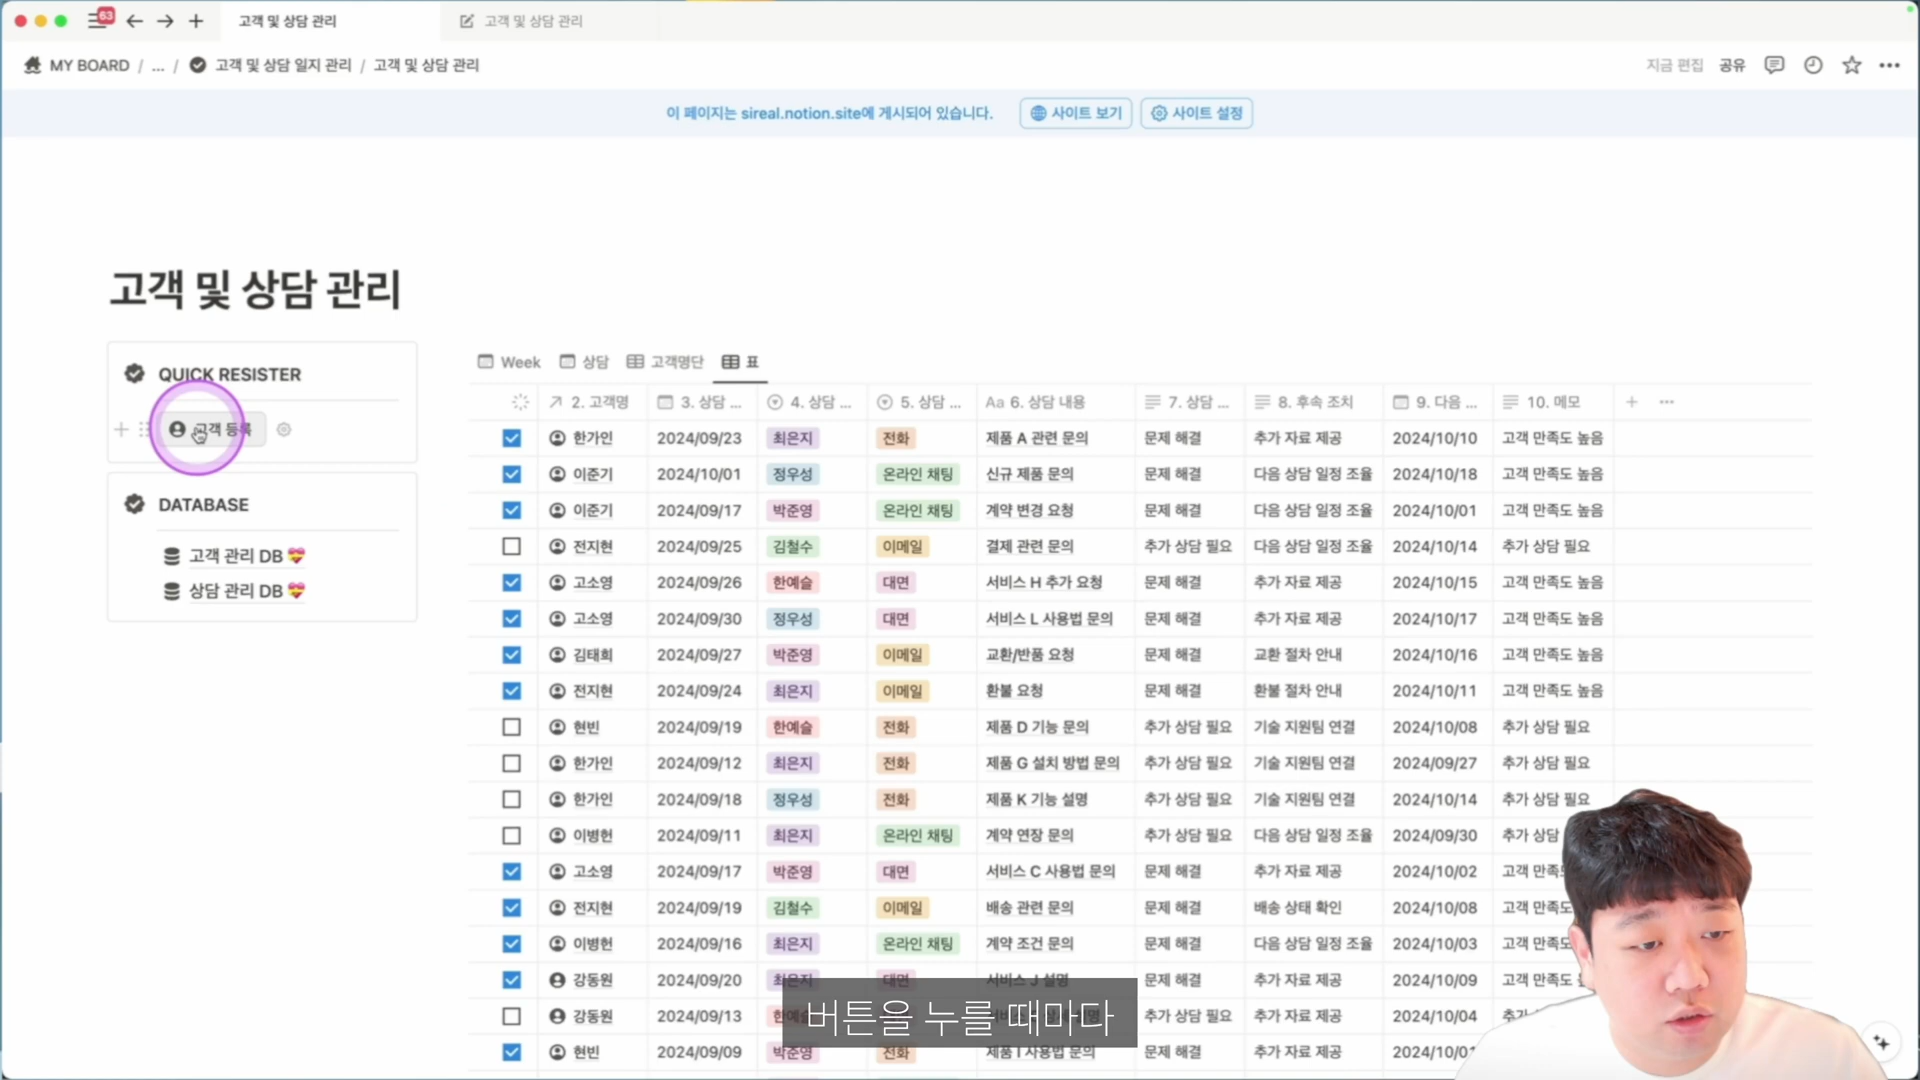 63
고객 및 상담 관리
고객 및 상담 관리
MY BOARD / ... / 고객 및 상담 일지 관리 / 고객 및 상담 관리
지금 편집 공유
이 페이지는 sireal.notion.site에 게시되어 있습니다. 사이트 보기 사이트 설정
고객 및 상담 관리
QUICK RESISTER
고객 등록
DATABASE
고객 관리 DB
상담 관리 DB
Week 상담 고객명단 표
2. 고객명 3. 상담 ... 4. 상담 ... 5. 상담 ... Aa 6. 상담 내용 7. 상담 ... 8. 후속 조치 9. 다음 ... 10. 메모
한가인 2024/09/23 최은지 전화 제품 A 관련 문의 문제 해결 추가 자료 제공 2024/10/10 고객 만족도 높음
이준기 2024/10/01 정우성 온라인 채팅 신규 제품 문의 문제 해결 다음 상담 일정 조율 2024/10/18 고객 만족도 높음
이준기 2024/09/17 박준영 온라인 채팅 계약 변경 요청 문제 해결 다음 상담 일정 조율 2024/10/01 고객 만족도 높음
전지현 2024/09/25 김철수 이메일 결제 관련 문의 추가 상담 필요 다음 상담 일정 조율 2024/10/14 추가 상담 필요
고소영 2024/09/26 한예슬 대면 서비스 H 추가 요청 문제 해결 추가 자료 제공 2024/10/15 고객 만족도 높음
고소영 2024/09/30 정우성 대면 서비스 L 사용법 문의 문제 해결 추가 자료 제공 2024/10/17 고객 만족도 높음
김태희 2024/09/27 박준영 이메일 교환/반품 요청 문제 해결 교환 절차 안내 2024/10/16 고객 만족도 높음
전지현 2024/09/24 최은지 이메일 환불 요청 문제 해결 환불 절차 안내 2024/10/11 고객 만족도 높음
현빈 2024/09/19 한예슬 전화 제품 D 기능 문의 추가 상담 필요 기술 지원팀 연결 2024/10/08 추가 상담 필요
한가인 2024/09/12 최은지 전화 제품 G 설치 방법 문의 추가 상담 필요 기술 지원팀 연결 2024/09/27 추가 상담 필요
한가인 2024/09/18 정우성 전화 제품 K 기능 설명 추가 상담 필요 기술 지원팀 연결 2024/10/14 추가 상담 필요
이병헌 2024/09/11 최은지 온라인 채팅 계약 연장 문의 추가 상담 필요 다음 상담 일정 조율 2024/09/30 추가 상담
고소영 2024/09/17 박준영 대면 서비스 C 사용법 문의 문제 해결 추가 자료 제공 2024/10/02 고객
전지현 2024/09/19 김철수 이메일 배송 관련 문의 문제 해결 배송 상태 확인 2024/10/08 고객
이병헌 2024/09/16 최은지 온라인 채팅 계약 조건 문의 문제 해결 다음 상담 일정 조율 2024/10/03 고객
강동원 2024/09/20 최은지 대면 서비스 J 설명 문제 해결 추가 자료 제공 2024/10/09 고객
강동원 2024/09/13 추가 상담 필요 추가 자료 제공 2024/10/04
현빈 2024/09/09 박준영 전화 제품 I 사용법 문의 문제 해결 추가 자료 제공
버튼을 누를 때마다